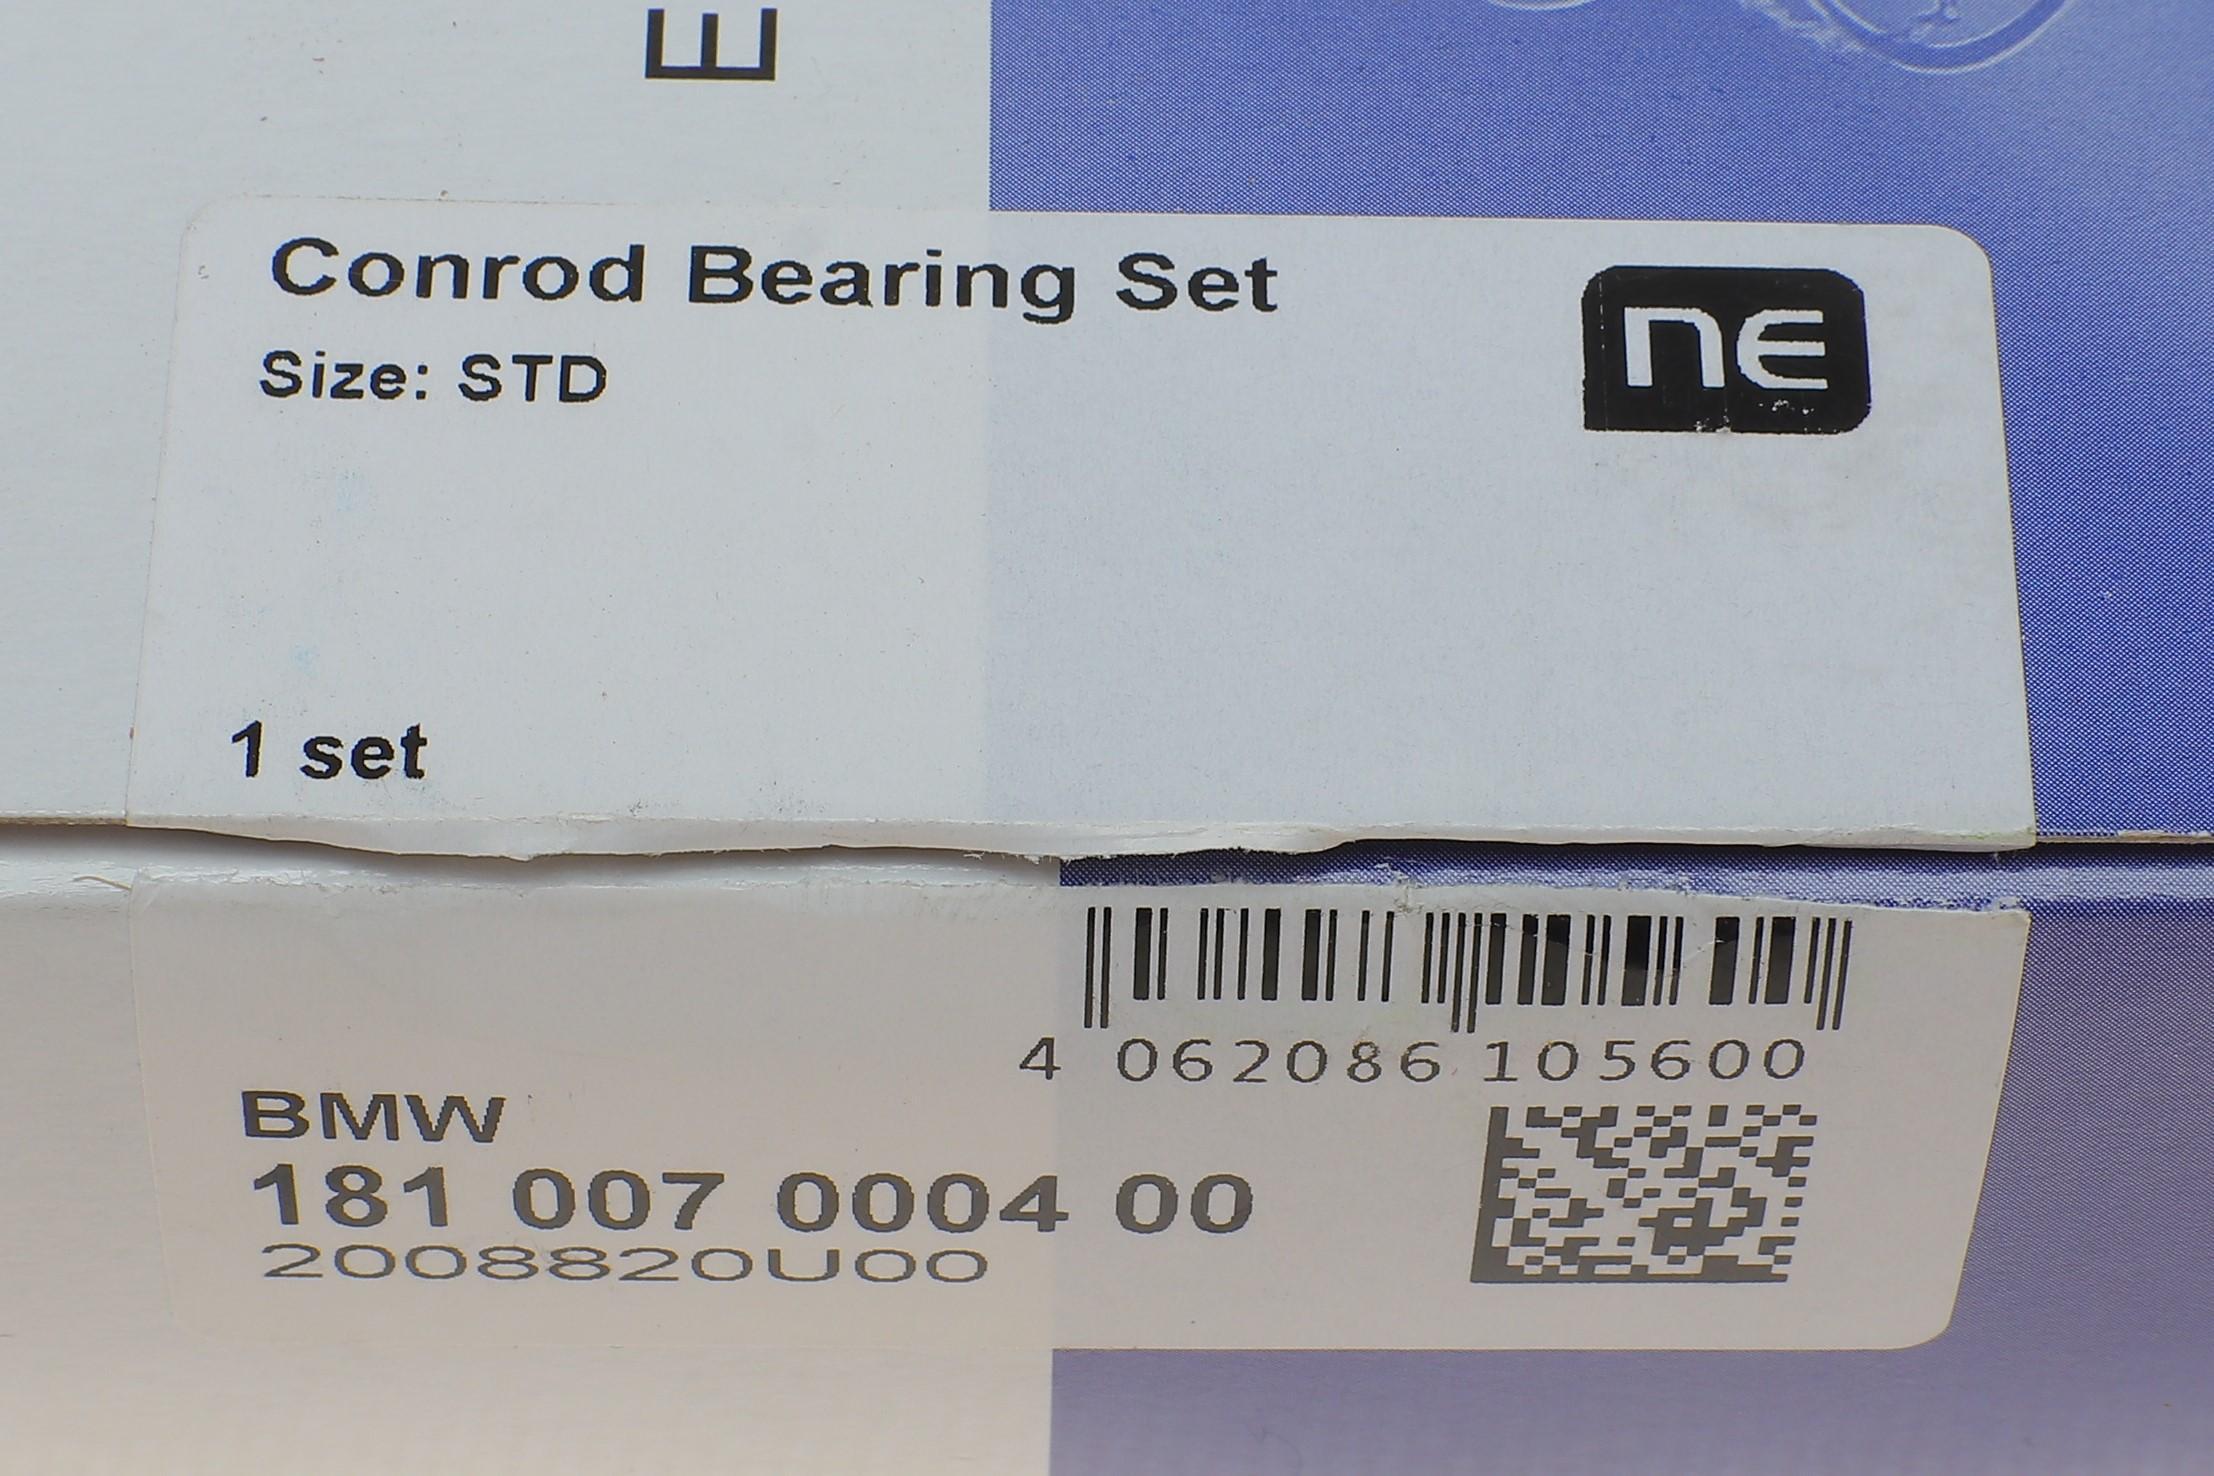 E
Conrod Bearing Set
ne
Size: STD
1 set
4 062086 105600
BMW
181 007 0004 00
2008820U00